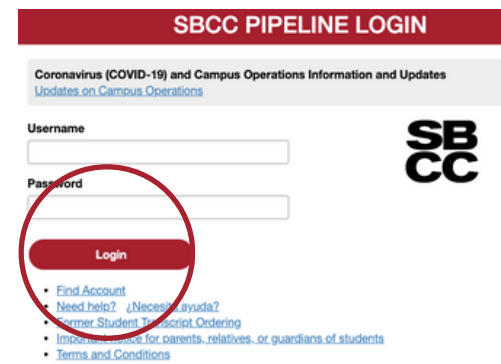 SBCC PIPELINE LOGIN
Coronavirus (COVID-19) and Campus Operations Information and Updates
Updates on Campus Operations
Username
SB
CC
Password
Login
Find Account
Need help? ¿Necesita ayuda?
Former Student Transcript Ordering
Important notice for parents, relatives, or guardians of students
Terms and Conditions